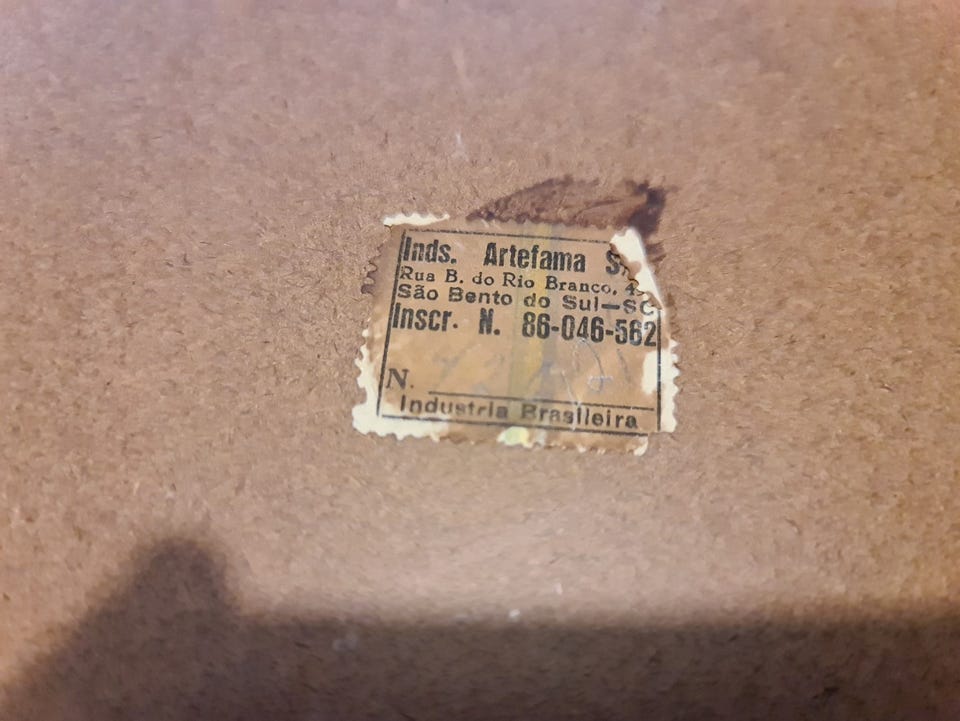 Inds. Artefama S.
Rua B. do Rio Branco, 4
São Bento do Sul—SC
Inscr. N. 86-046-562
N.
Industria Brasileira